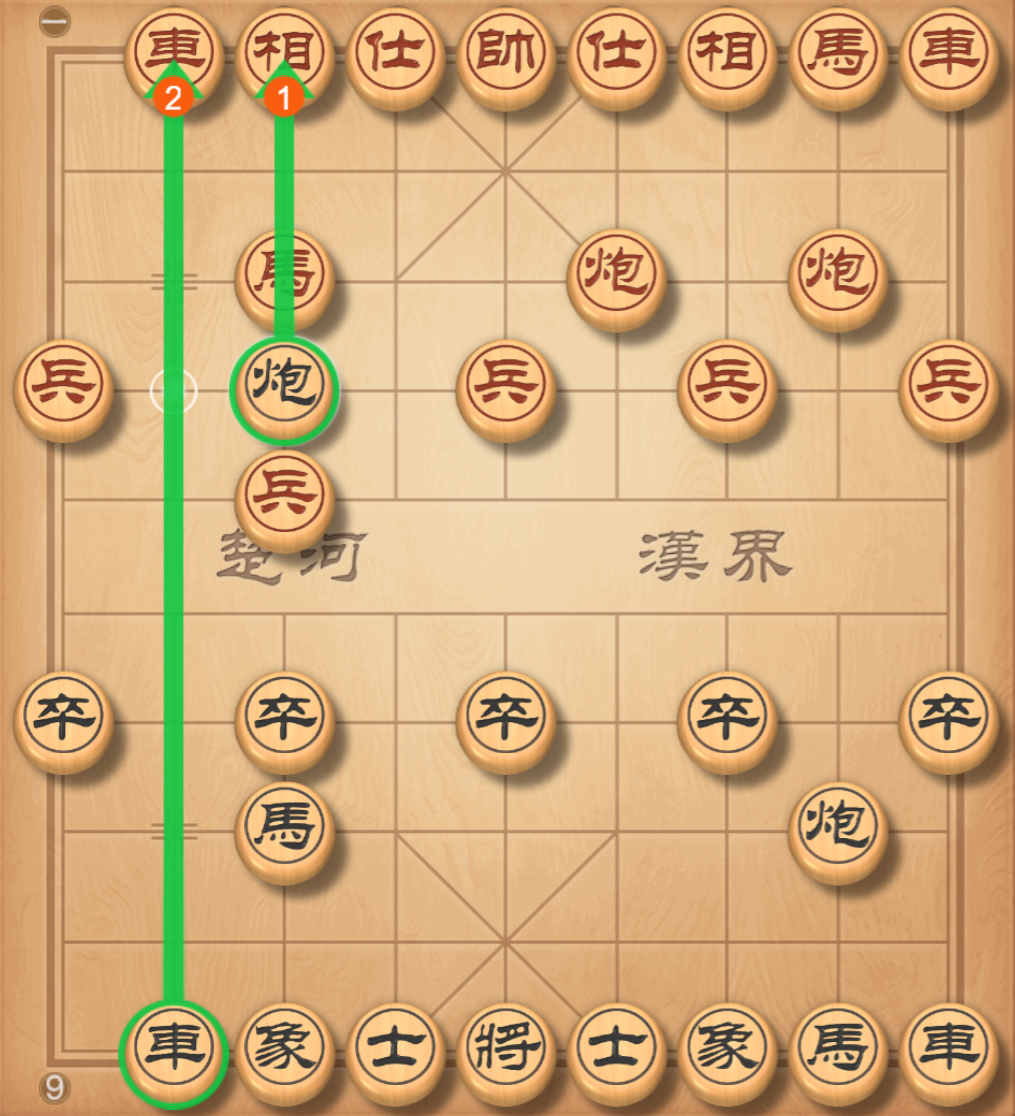 一
車 相 仕 帥 仕 相 馬 車
2 1
馬 炮 炮
兵 炮 兵 兵 兵
兵
楚河 漢界
卒 卒 卒 卒 卒
馬 炮
車 象 士 將 士 象 馬 車
9